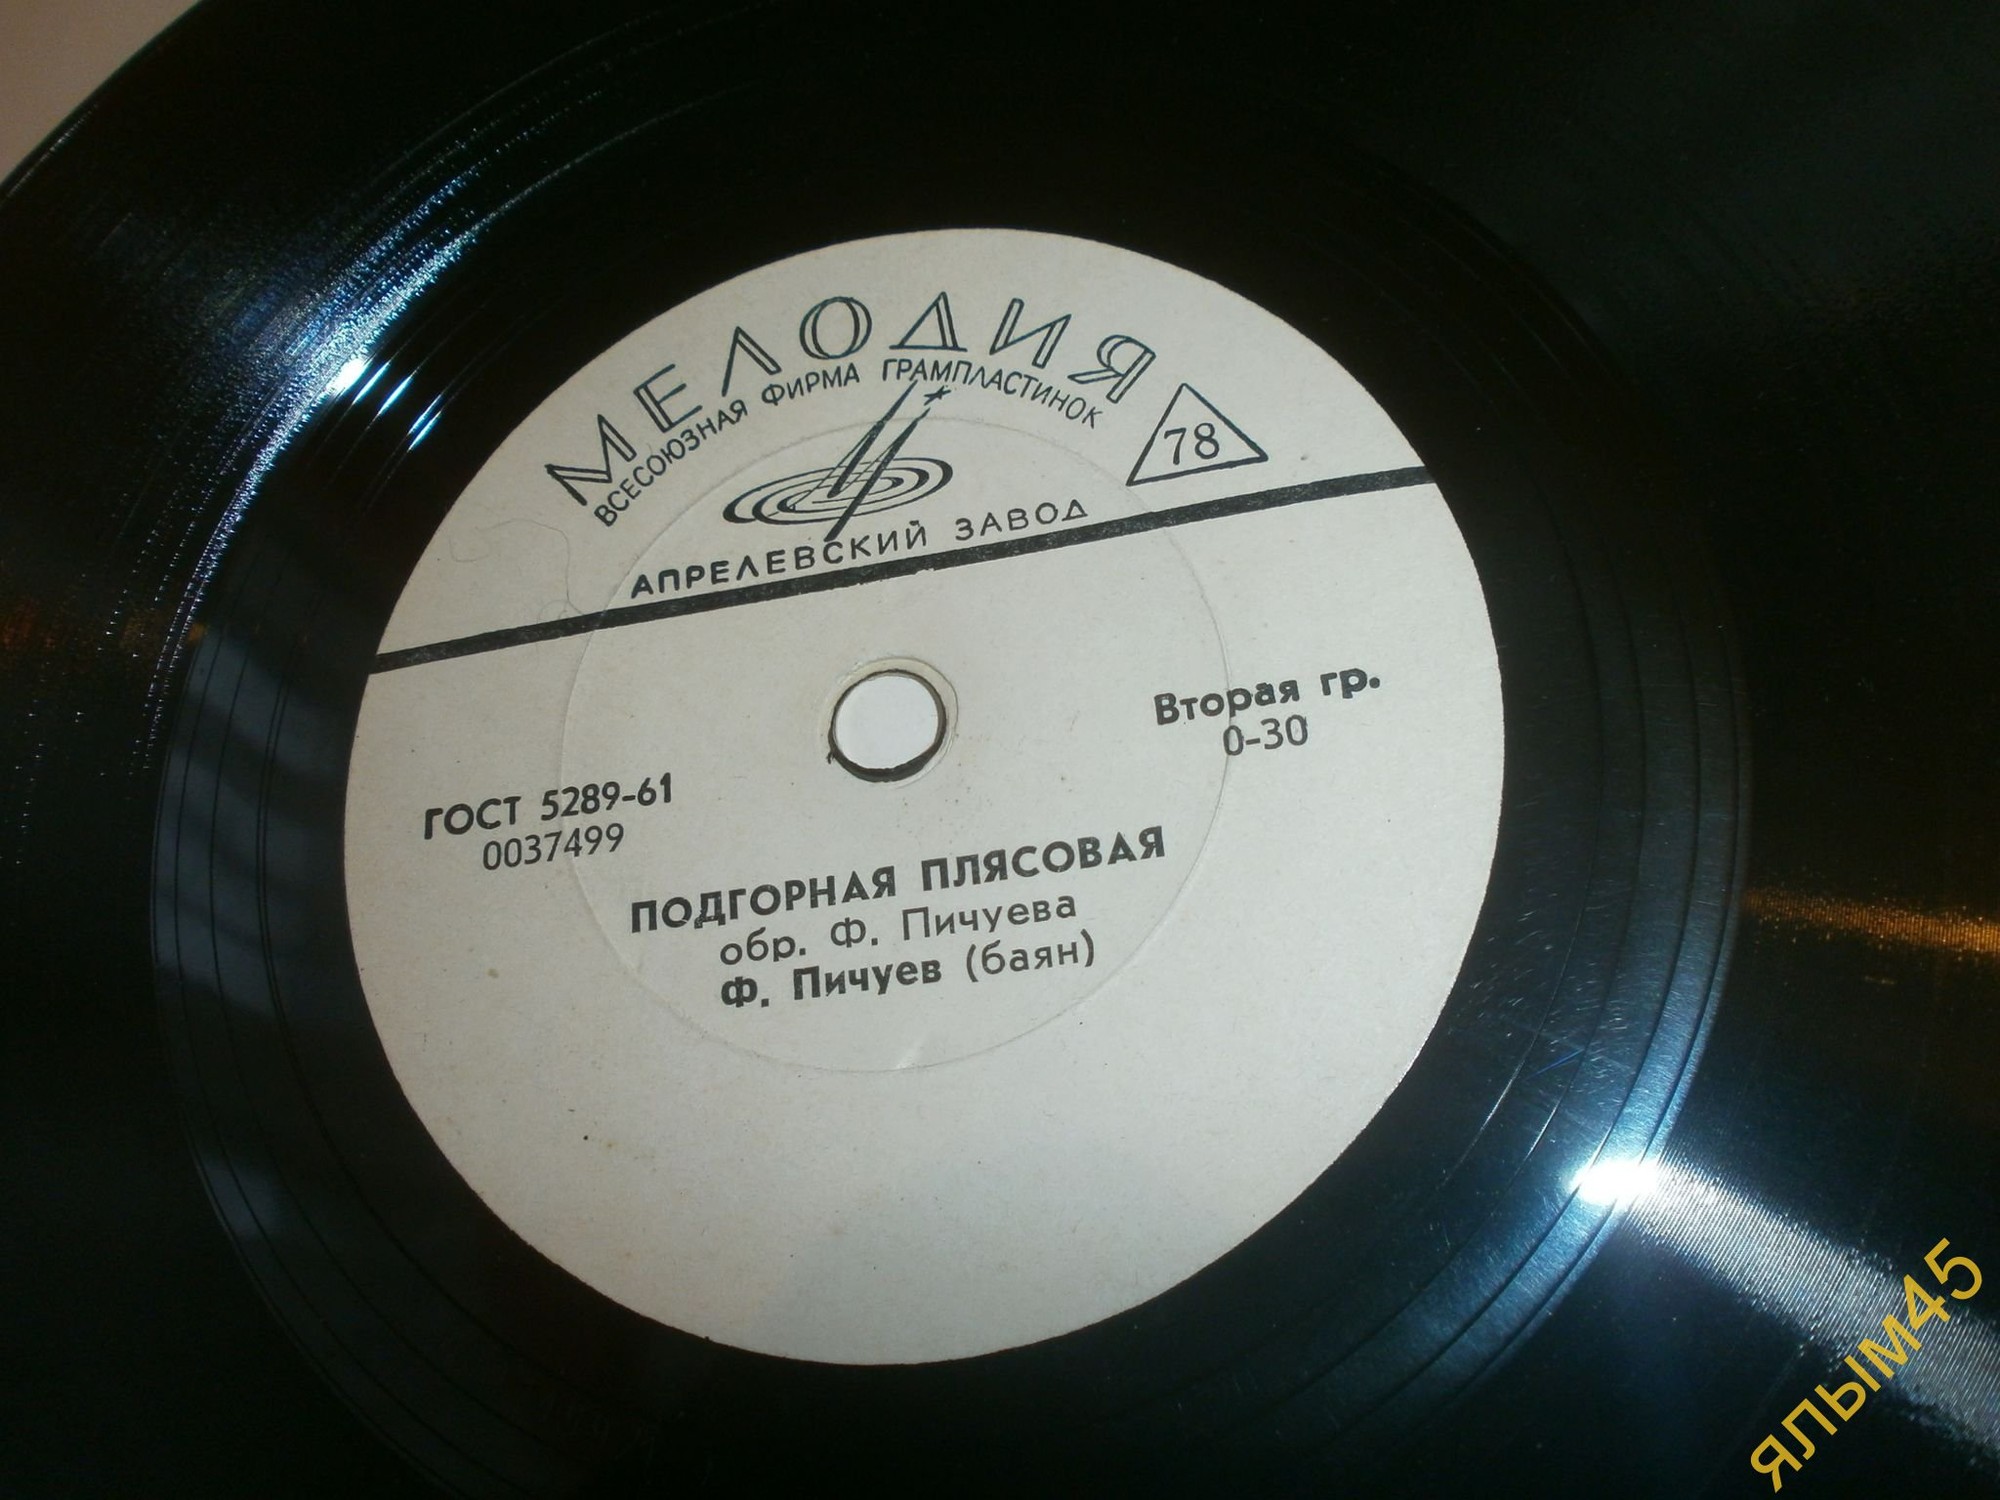 МЕЛОДИЯ
ВСЕСОЮЗНАЯ ФИРМА ГРАМПЛАСТИНОК
78
АПРЕЛЕВСКИЙ ЗАВОД
Вторая гр.
0-30
ГОСТ 5289-61
0037499
ПОДГОРНАЯ ПЛЯСОВАЯ
обр. Ф. Пичуева
Ф. Пичуев (баян)
ЯЛЫМ45